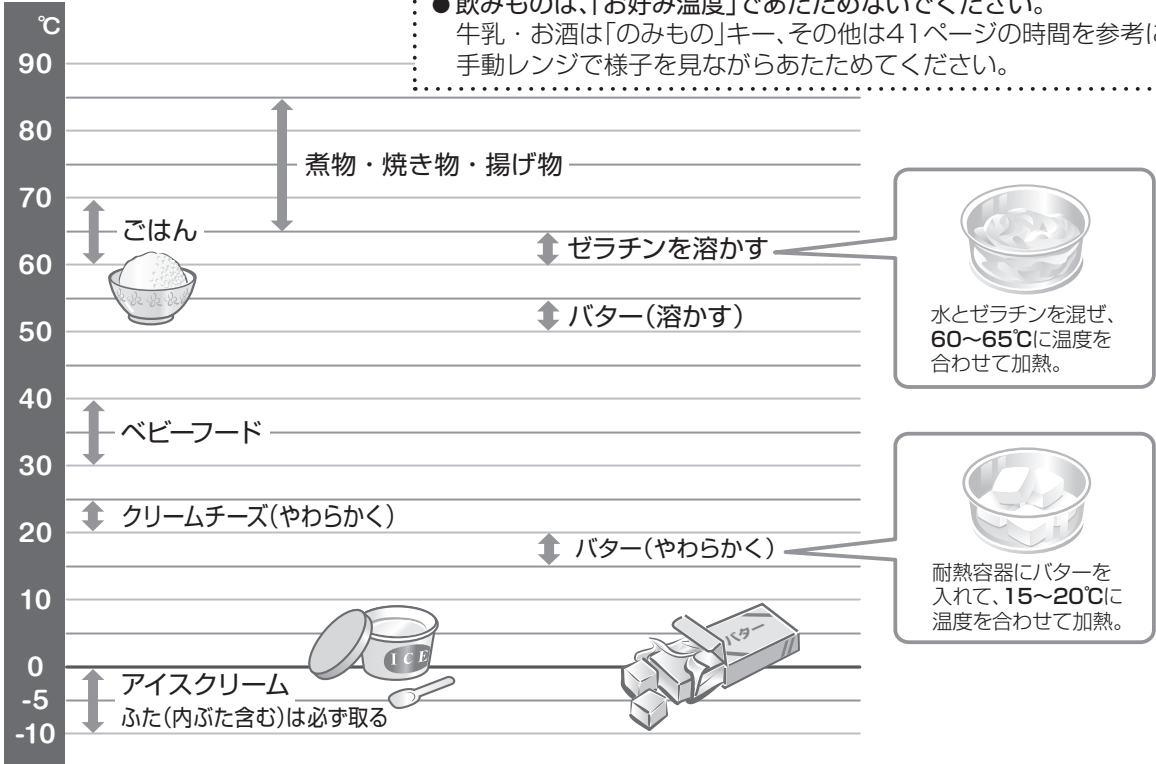 ●飲みものは、「お好み温度」であたためないでください。
牛乳・お酒は「のみもの」キー、その他は41ページの時間を参考に
手動レンジで様子を見ながらあたためてください。
℃
90
80
70
60
50
40
30
20
10
0
-5
-10
煮物・焼き物・揚げ物
ごはん
ゼラチンを溶かす
バター(溶かす)
ベビーフード
クリームチーズ(やわらかく)
バター(やわらかく)
アイスクリーム
ふた(内ぶた含む)は必ず取る
ICE
バター
水とゼラチンを混ぜ、
60〜65℃に温度を
合わせて加熱。
耐熱容器にバターを
入れて、15〜20℃に
温度を合わせて加熱。